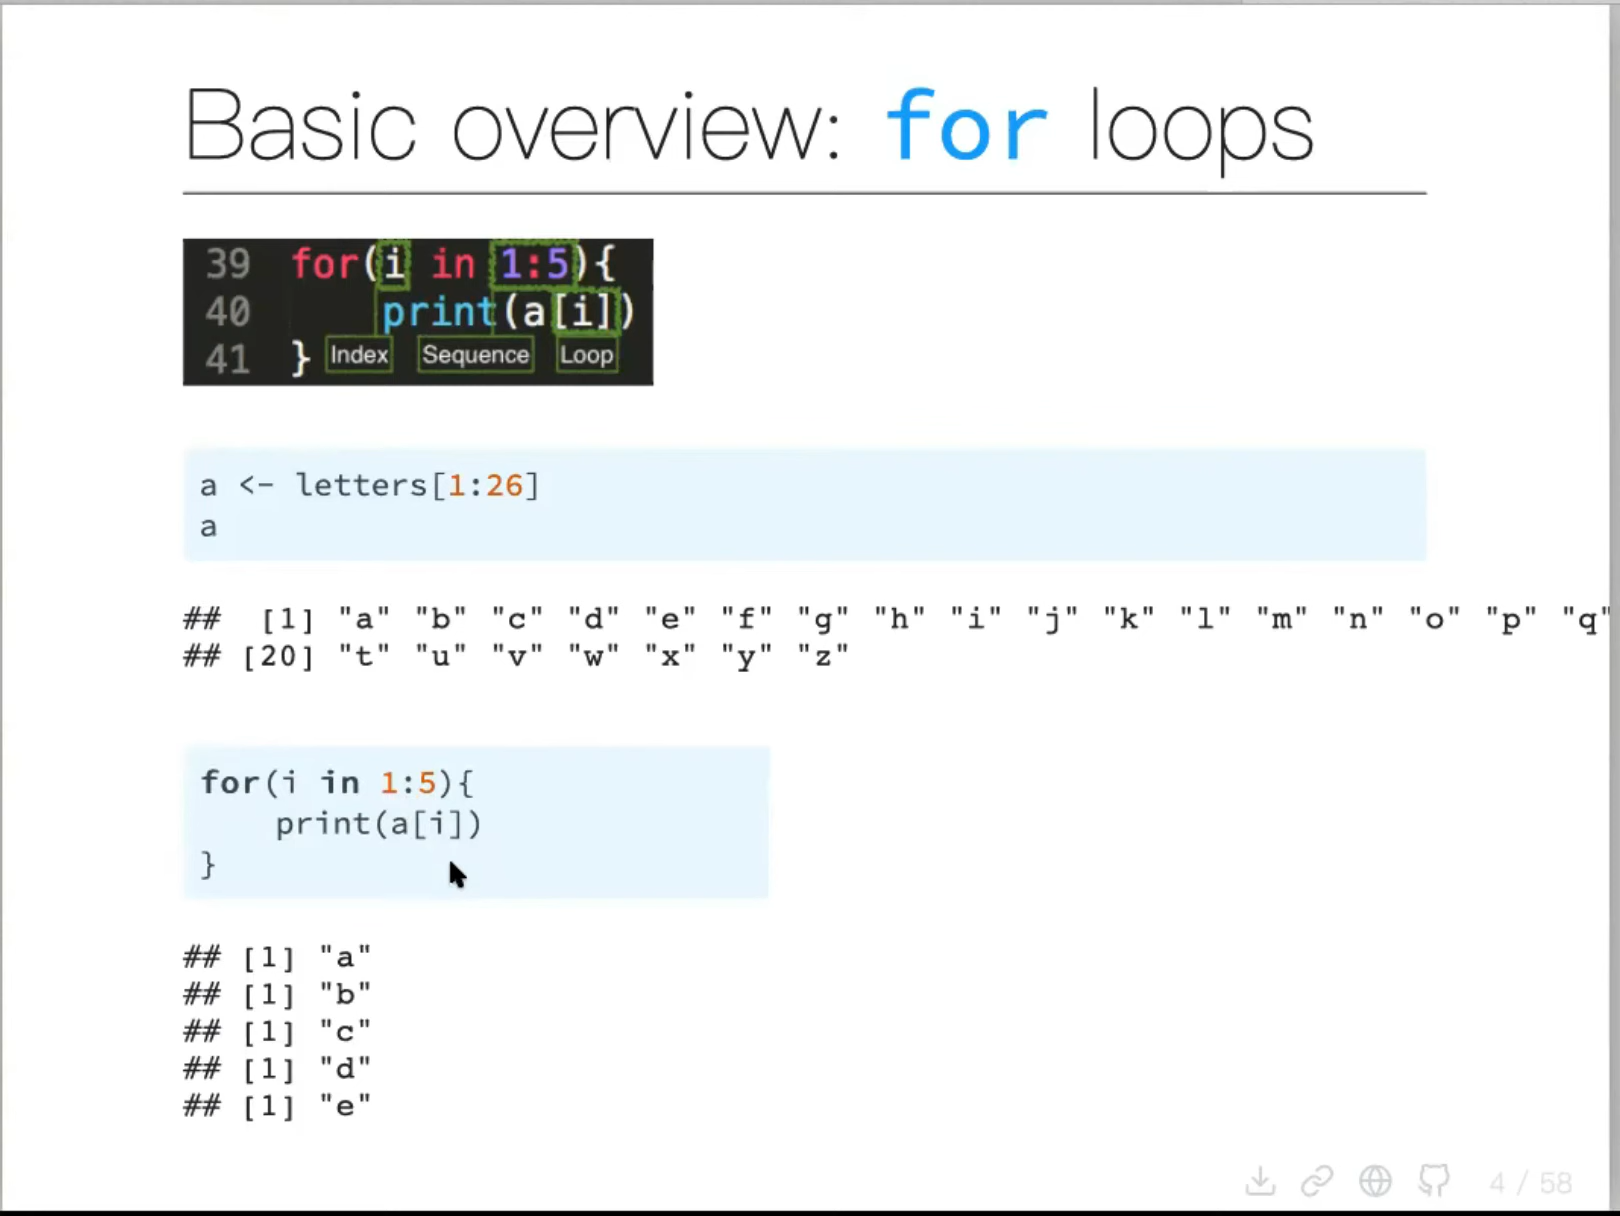 Basic overview: for loops
39 for(i in 1:5){
40 print(a[i])
41 } Index Sequence Loop
a <- letters[1:26]
a
## [1] "a" "b" "c" "d" "e" "f" "g" "h" "i" "j" "k" "l" "m" "n" "o" "p" "q"
## [20] "t" "u" "v" "w" "x" "y" "z"
for(i in 1:5){
print(a[i])
}
## [1] "a"
## [1] "b"
## [1] "c"
## [1] "d"
## [1] "e"
4 / 58